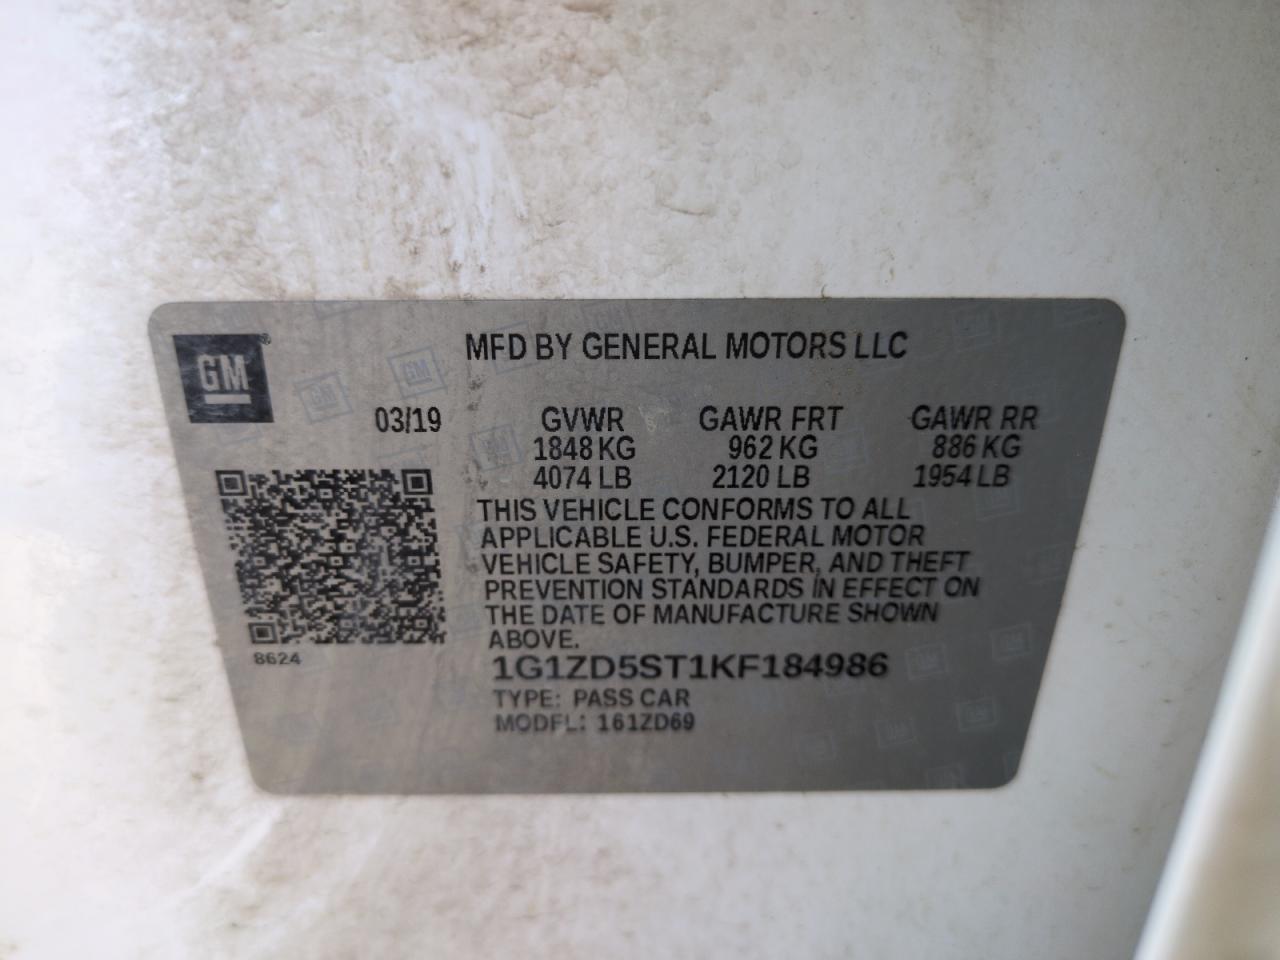 GM
MFD BY GENERAL MOTORS LLC
03/19 GVWR GAWR FRT GAWR RR
1848 KG 962 KG 886 KG
4074 LB 2120 LB 1954 LB
THIS VEHICLE CONFORMS TO ALL
APPLICABLE U.S. FEDERAL MOTOR
VEHICLE SAFETY, BUMPER, AND THEFT
PREVENTION STANDARDS IN EFFECT ON
THE DATE OF MANUFACTURE SHOWN
ABOVE.
8624
1G1ZD5ST1KF184986
TYPE: PASS CAR
MODEL: 161ZD69